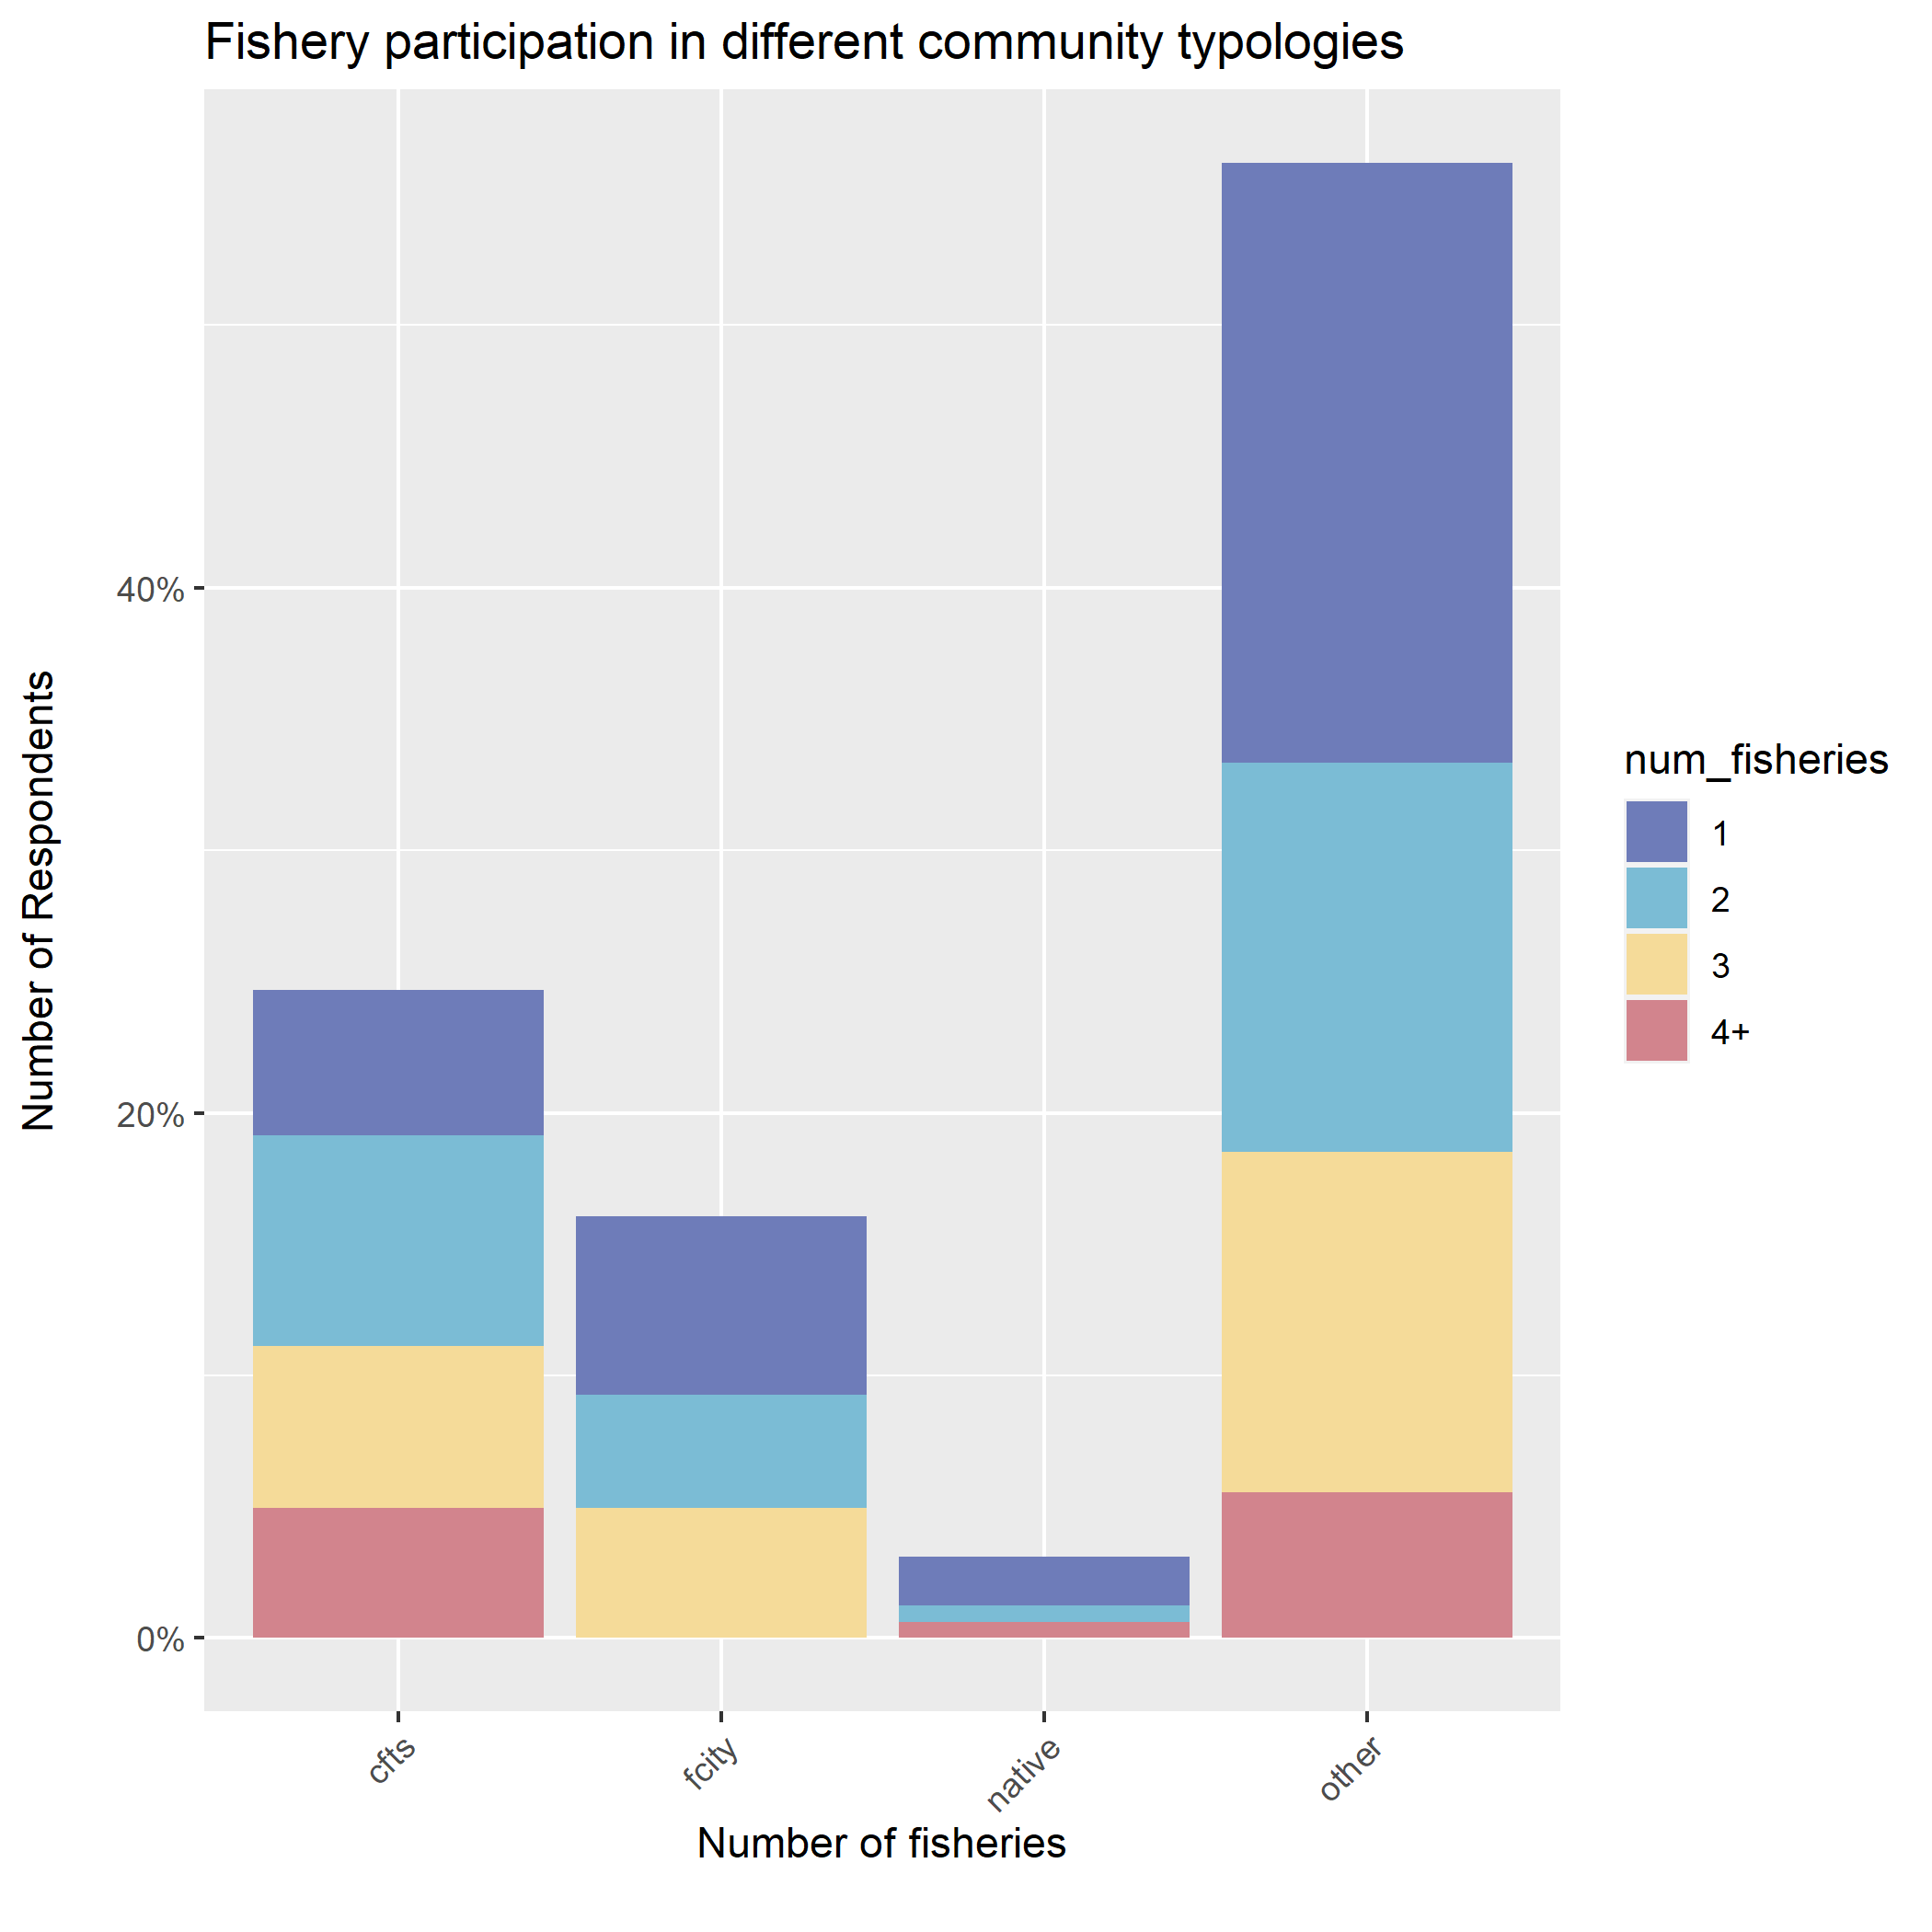 Fishery participation in different community typologies
Number of Respondents
40%
20%
0%
cfts
fcity
native
other
Number of fisheries
num_fisheries
1
2
3
4+